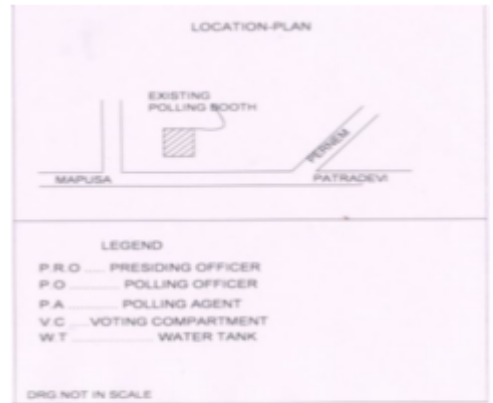 LOCATION-PLAN
EXISTING
POLLING BOOTH
PERNEM
MAPUSA
PATRADEVI
LEGEND
P.R.O ..... PRESIDING OFFICER
P.O ............ POLLING OFFICER
P.A ............ POLLING AGENT
V.C .... VOTING COMPARTMENT
W.T .................... WATER TANK
DRG.NOT IN SCALE